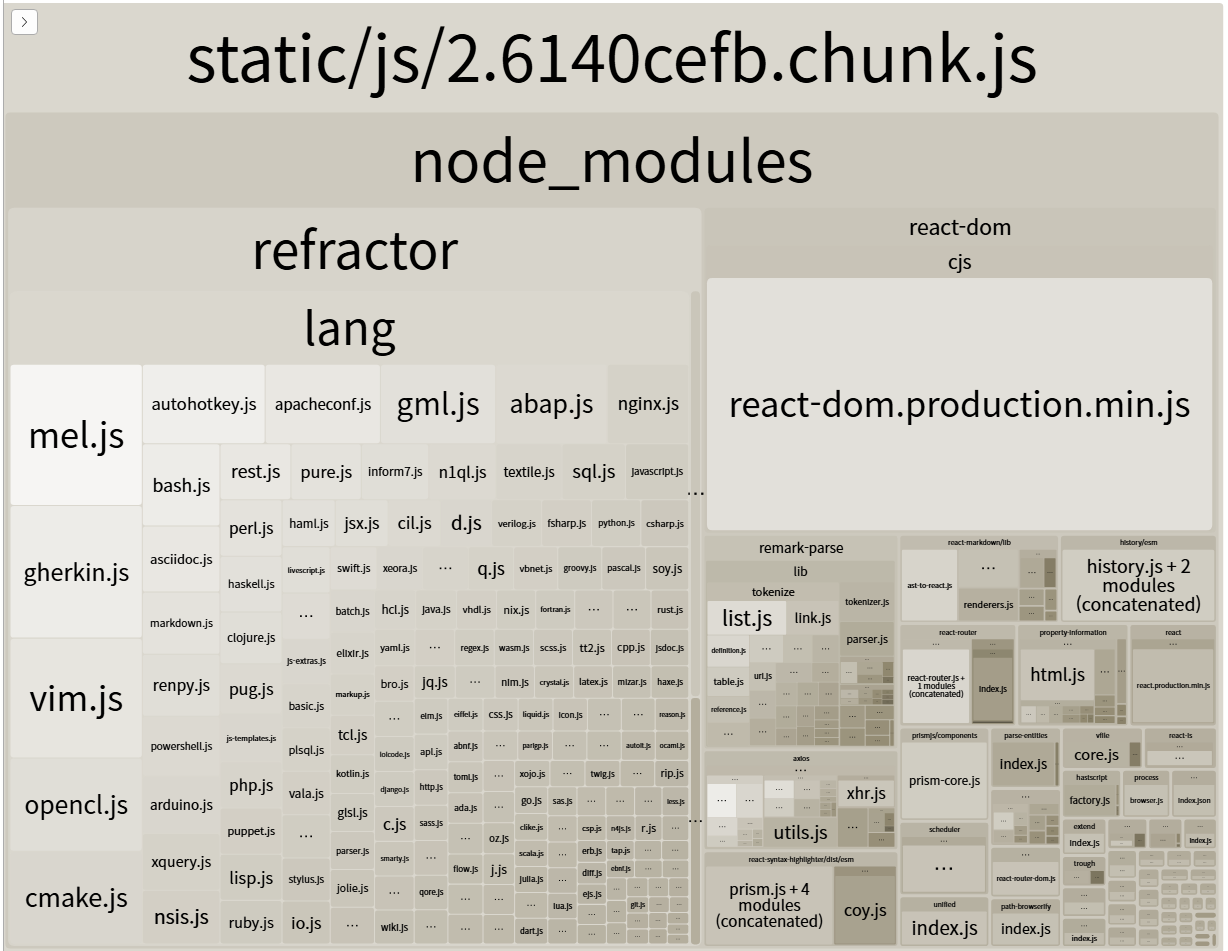 static/js/2.6140cefb.chunk.js
node_modules
refractor
lang
mel.js
gherkin.js
vim.js
opencl.js
cmake.js
autohotkey.js
apacheconf.js
gml.js
abap.js
nginx.js
bash.js
asciidoc.js
markdown.js
renpy.js
powershell.js
arduino.js
xquery.js
nsis.js
rest.js
pure.js
inform7.js
n1ql.js
textile.js
sql.js
javascript.js
perl.js
haskell.js
clojure.js
pug.js
js-templates.js
php.js
puppet.js
lisp.js
ruby.js
haml.js
jsx.js
cil.js
d.js
verilog.js
fsharp.js
python.js
csharp.js
livescript.js
...
js-extras.js
basic.js
plsql.js
vala.js
...
stylus.js
io.js
swift.js
xeora.js
...
q.js
vbnet.js
groovy.js
pascal.js
soy.js
batch.js
elixir.js
markup.js
tcl.js
kotlin.js
glsl.js
parser.js
jolie.js
...
hcl.js
java.js
vhdl.js
nix.js
fortran.js
...
...
rust.js
yaml.js
...
regex.js
wasm.js
scss.js
tt2.js
cpp.js
jsdoc.js
bro.js
jq.js
...
nim.js
crystal.js
latex.js
mizar.js
haxe.js
...
lolcode.js
django.js
c.js
smarty.js
...
wiki.js
elm.js
apl.js
http.js
sass.js
...
qore.js
...
eiffel.js
css.js
liquid.js
icon.js
...
...
reason.js
abnf.js
...
parigp.js
...
...
autoit.js
ocaml.js
toml.js
ada.js
...
flow.js
...
...
...
oz.js
j.js
...
xojo.js
...
twig.js
...
rip.js
go.js
sas.js
...
...
...
less.js
clike.js
...
csp.js
n4js.js
r.js
...
scala.js
...
erb.js
tap.js
julia.js
...
diff.js
ebnf.js
...
lua.js
ejs.js
git.js
dart.js
...
...
...
react-dom
cjs
react-dom.production.min.js
remark-parse
lib
tokenize
list.js
link.js
definition.js
table.js
url.js
reference.js
...
tokenizer.js
parser.js
axios
...
xhr.js
utils.js
react-syntax-highlighter/dist/esm
prism.js + 4
modules
(concatenated)
coy.js
react-markdown/lib
ast-to-react.js
...
renderers.js
history/esm
history.js + 2
modules
(concatenated)
react-router
react-router.js +
1 modules
(concatenated)
index.js
property-information
html.js
react
react.production.min.js
prismjs/components
prism-core.js
scheduler
...
unified
index.js
parse-entities
index.js
...
...
react-router-dom.js
path-browserify
index.js
vfile
core.js
react-is
...
...
hastscript
factory.js
process
browser.js
...
index.json
extend
index.js
trough
...
...
index.js
index.js